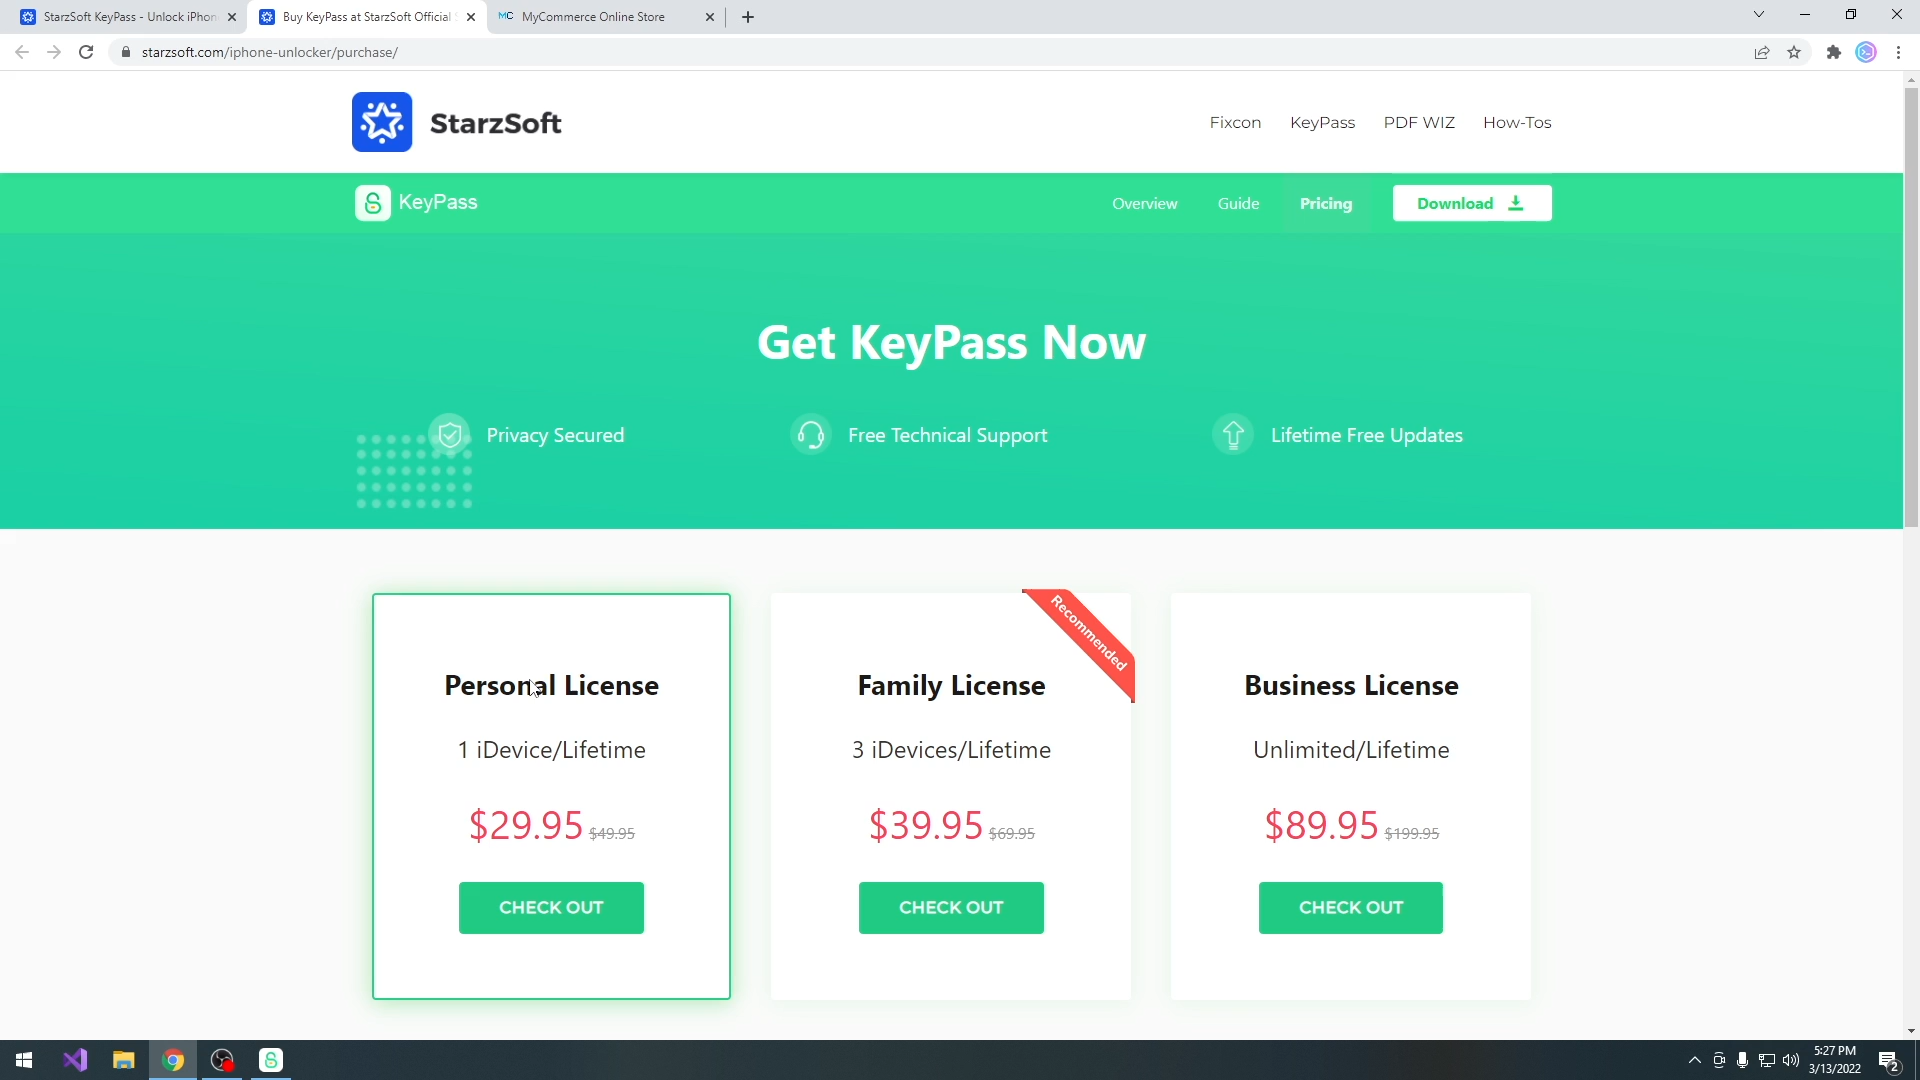 StarzSoft KeyPass - Unlock iPhon
Buy KeyPass at StarzSoft Official
MC MyCommerce Online Store
starzsoft.com/iphone-unlocker/purchase/
StarzSoft
Fixcon KeyPass PDF WIZ How-Tos
KeyPass
Overview Guide Pricing Download
Get KeyPass Now
Privacy Secured Free Technical Support Lifetime Free Updates
Recommended
Personal License
1 iDevice/Lifetime
$29.95 $49.95
CHECK OUT
Family License
3 iDevices/Lifetime
$39.95 $69.95
CHECK OUT
Business License
Unlimited/Lifetime
$89.95 $199.95
CHECK OUT
5:27 PM
3/13/2022
2